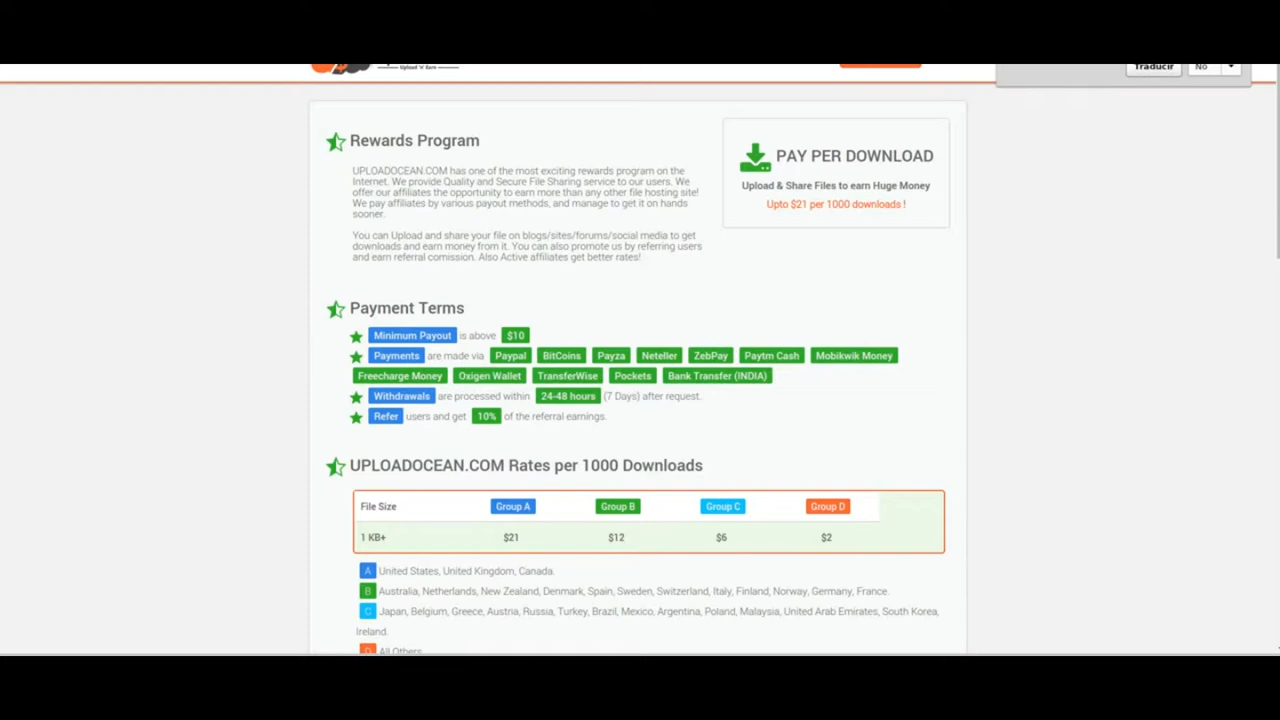 Upload 'n' Earn
Traducir
No
Rewards Program
UPLOADOCEAN.COM has one of the most exciting rewards program on the
Internet. We provide Quality and Secure File Sharing service to our users. We
offer our affiliates the opportunity to earn more than any other file hosting site!
We pay affiliates by various payout methods, and manage to get it on hands
sooner.
You can Upload and share your file on blogs/sites/forums/social media to get
downloads and earn money from it. You can also promote us by referring users
and earn referral comission. Also Active affiliates get better rates!
PAY PER DOWNLOAD
Upload & Share Files to earn Huge Money
Upto $21 per 1000 downloads !
Payment Terms
Minimum Payout is above $10
Payments are made via Paypal BitCoins Payza Neteller ZebPay Paytm Cash Mobikwik Money
Freecharge Money Oxigen Wallet TransferWise Pockets Bank Transfer (INDIA)
Withdrawals are processed within 24-48 hours (7 Days) after request.
Refer users and get 10% of the referral earnings.
UPLOADOCEAN.COM Rates per 1000 Downloads
File Size Group A Group B Group C Group D
1 KB+ $21 $12 $6 $2
A United States, United Kingdom, Canada.
B Australia, Netherlands, New Zealand, Denmark, Spain, Sweden, Switzerland, Italy, Finland, Norway, Germany, France.
C Japan, Belgium, Greece, Austria, Russia, Turkey, Brazil, Mexico, Argentina, Poland, Malaysia, United Arab Emirates, South Korea,
Ireland.
D All Others